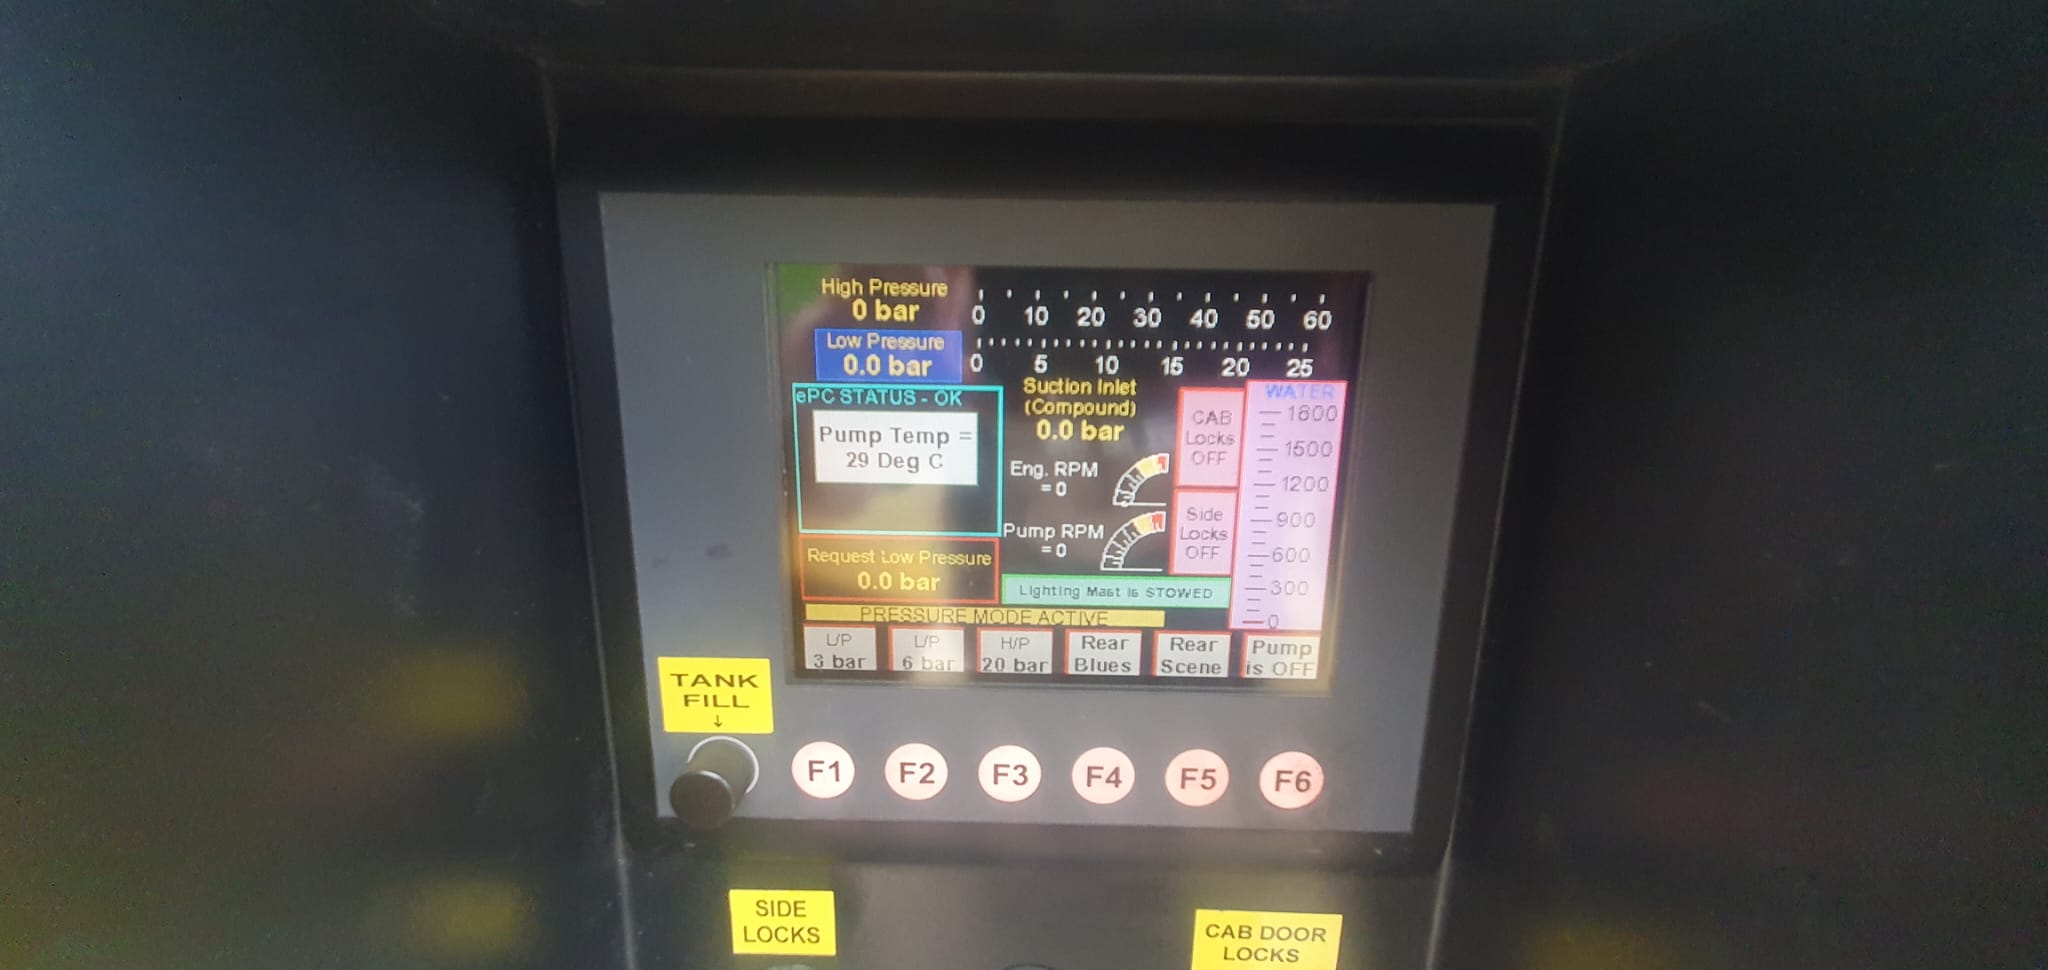 High Pressure
0 bar
0 10 20 30 40 50 60
Low Pressure
0.0 bar
0 5 10 15 20 25
ePC STATUS - OK
Pump Temp =
29 Deg C
Suction Inlet
(Compound)
0.0 bar
Eng. RPM
= 0
Pump RPM
= 0
CAB
Locks
OFF
Side
Locks
OFF
WATER
1800
1500
1200
900
600
300
0
Request Low Pressure
0.0 bar
Lighting Mast is STOWED
PRESSURE MODE ACTIVE
L/P
3 bar
L/P
6 bar
H/P
20 bar
Rear
Blues
Rear
Scene
Pump
is OFF
TANK
FILL
↓
F1 F2 F3 F4 F5 F6
SIDE
LOCKS
CAB DOOR
LOCKS